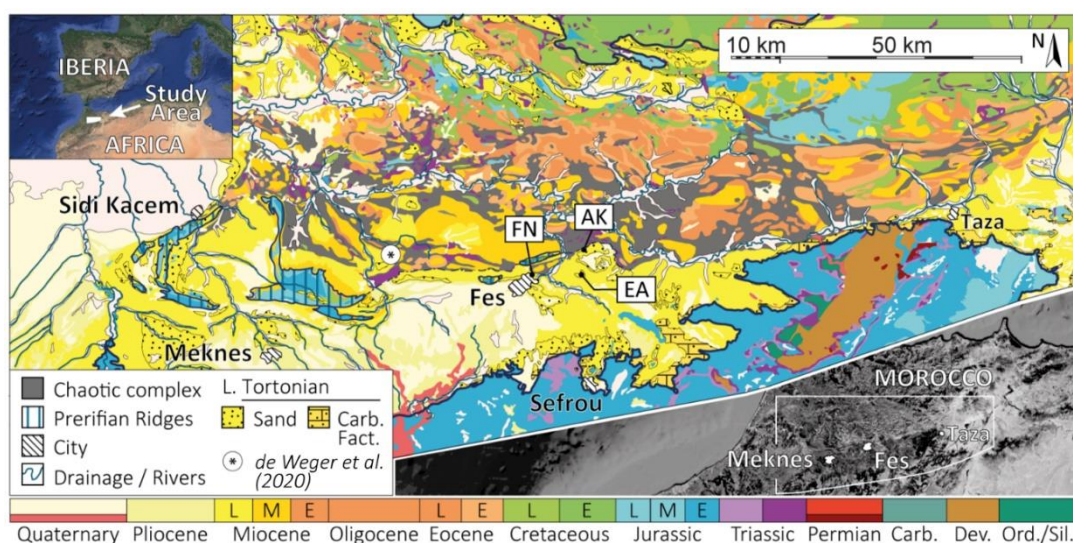 IBERIA
Study
Area
AFRICA
10 km 50 km N
Sidi Kacem
FN
AK
Taza
*
EA
Fes
Meknes
Sefrou
Chaotic complex
Prerifian Ridges
City
Drainage / Rivers
L. Tortonian
Sand
Carb.
Fact.
* de Weger et al.
(2020)
MOROCCO
Taza
Meknes
Fes
L M E L E L E L M E
Quaternary Pliocene Miocene Oligocene Eocene Cretaceous Jurassic Triassic Permian Carb. Dev. Ord./Sil.